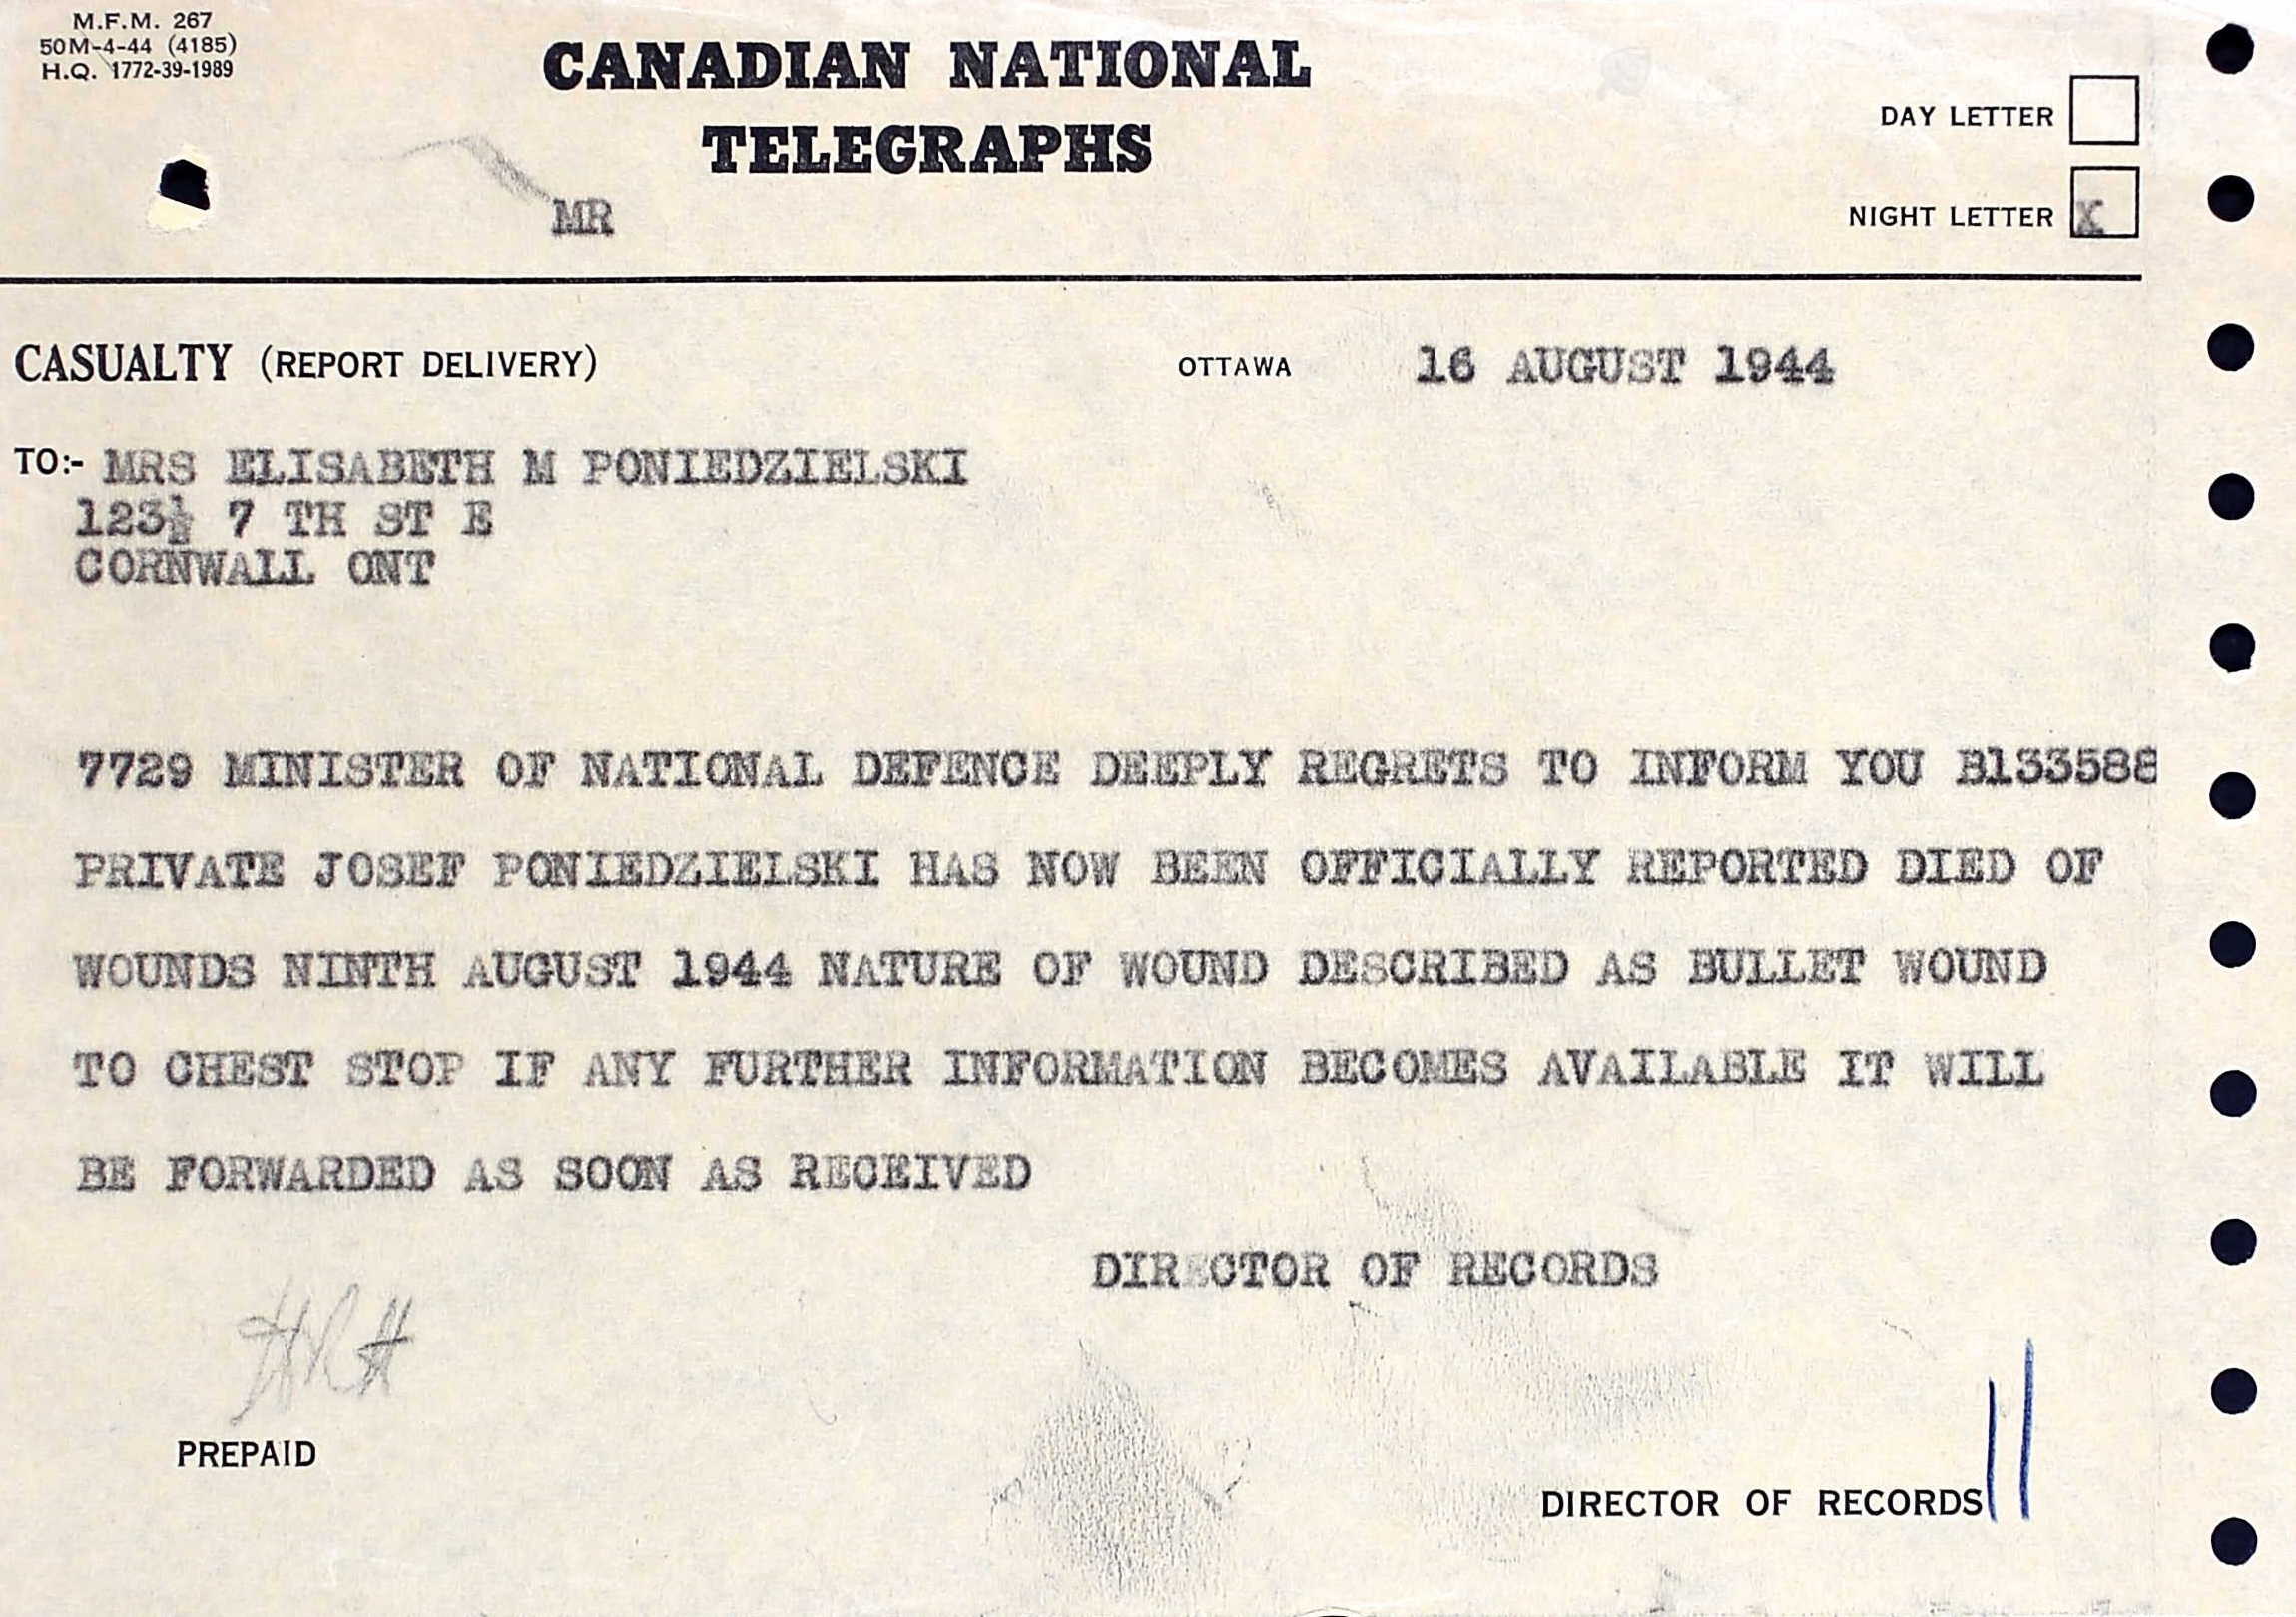 M.F.M. 267
50M-4-44 (4185)
H.Q. 1772-39-1989
CANADIAN NATIONAL
TELEGRAPHS
MR
DAY LETTER
NIGHT LETTER X
CASUALTY (REPORT DELIVERY) OTTAWA 16 AUGUST 1944
TO:- MRS ELISABETH M PONIEDZIELSKI
123½ 7 TH ST E
CORNWALL ONT
7729 MINISTER OF NATIONAL DEFENCE DEEPLY REGRETS TO INFORM YOU B133588
PRIVATE JOSEF PONIEDZIELSKI HAS NOW BEEN OFFICIALLY REPORTED DIED OF
WOUNDS NINTH AUGUST 1944 NATURE OF WOUND DESCRIBED AS BULLET WOUND
TO CHEST STOP IF ANY FURTHER INFORMATION BECOMES AVAILABLE IT WILL
BE FORWARDED AS SOON AS RECEIVED
DIRECTOR OF RECORDS
PREPAID
DIRECTOR OF RECORDS